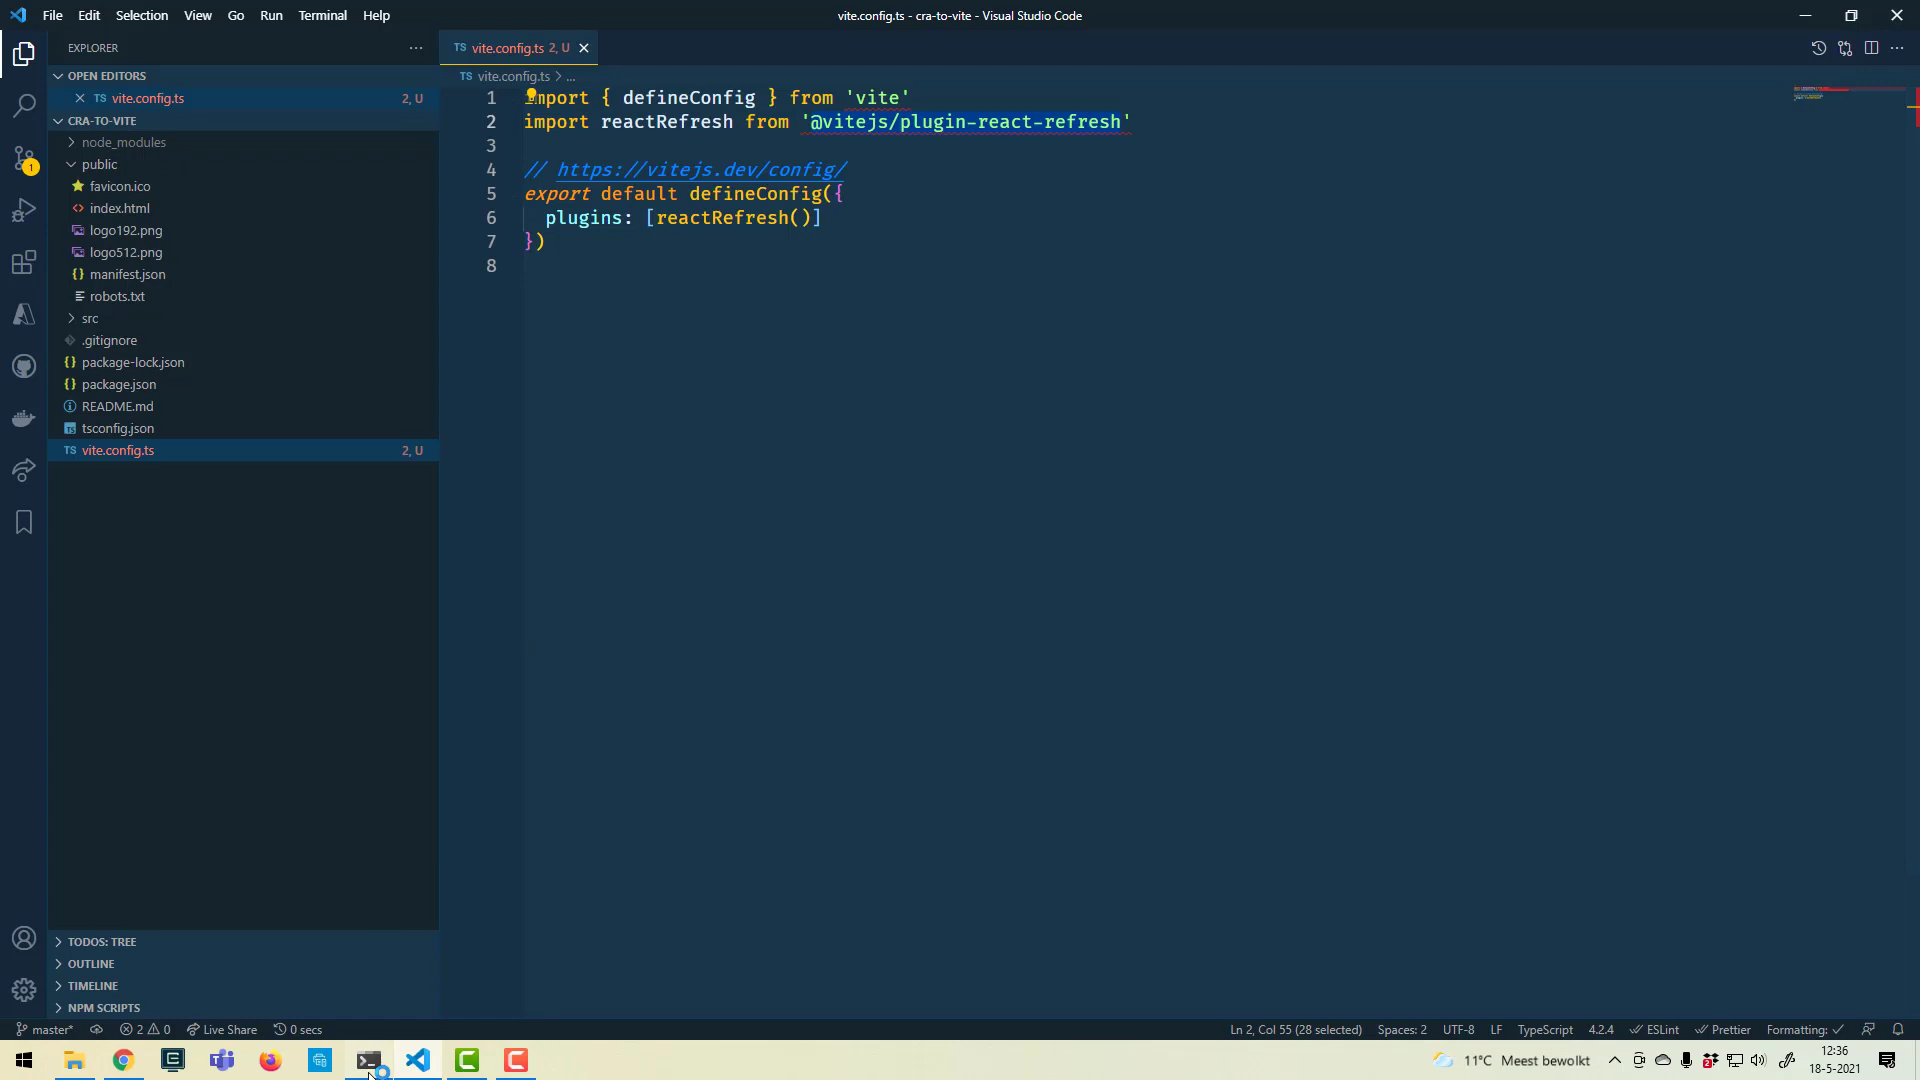 File Edit Selection View Go Run Terminal Help
vite.config.ts - cra-to-vite - Visual Studio Code
EXPLORER
OPEN EDITORS
vite.config.ts 2, U
CRA-TO-VITE
node_modules
public
favicon.ico
index.html
logo192.png
logo512.png
manifest.json
robots.txt
src
.gitignore
package-lock.json
package.json
README.md
tsconfig.json
vite.config.ts 2, U
TODOS: TREE
OUTLINE
TIMELINE
NPM SCRIPTS
1
TS vite.config.ts 2, U
TS vite.config.ts > ...
1 import { defineConfig } from 'vite'
2 import reactRefresh from '@vitejs/plugin-react-refresh'
3
4 // https://vitejs.dev/config/
5 export default defineConfig({
6 plugins: [reactRefresh()]
7 })
8
master* 2 0 Live Share 0 secs
Ln 2, Col 55 (28 selected) Spaces: 2 UTF-8 LF TypeScript 4.2.4 ESLint Prettier Formatting:
11°C Meest bewolkt
12:36
18-5-2021